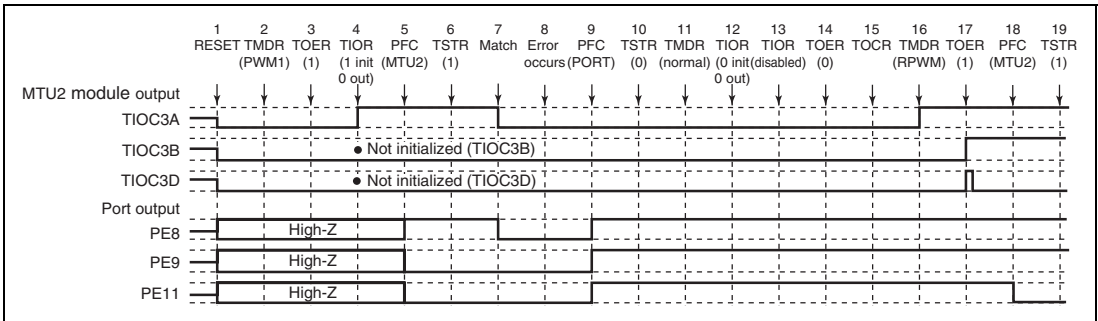 1 2 3 4 5 6 7 8 9 10 11 12 13 14 15 16 17 18 19
RESET TMDR TOER TIOR PFC TSTR Match Error PFC TSTR TMDR TIOR TIOR TOER TOCR TMDR TOER PFC TSTR
(PWM1) (1) (1 init (MTU2) (1) occurs (PORT) (0) (normal) (0 init (disabled) (0) (RPWM) (1) (MTU2) (1)
0 out) 0 out)
MTU2 module output
TIOC3A
TIOC3B • Not initialized (TIOC3B)
TIOC3D • Not initialized (TIOC3D)
Port output
PE8 High-Z
PE9 High-Z
PE11 High-Z